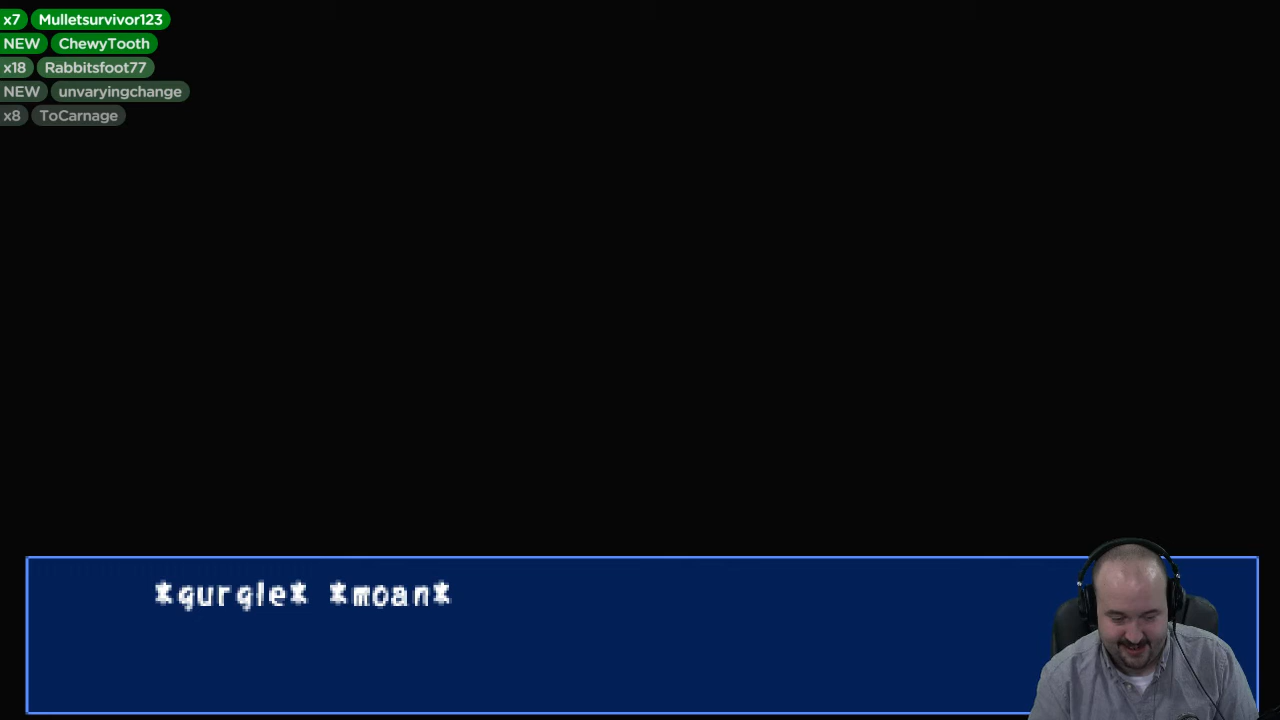 x7 Mulletsurvivor123
NEW ChewyTooth
x18 Rabbitsfoot77
NEW unvaryingchange
x8 ToCarnage
*gurgle* *moan*